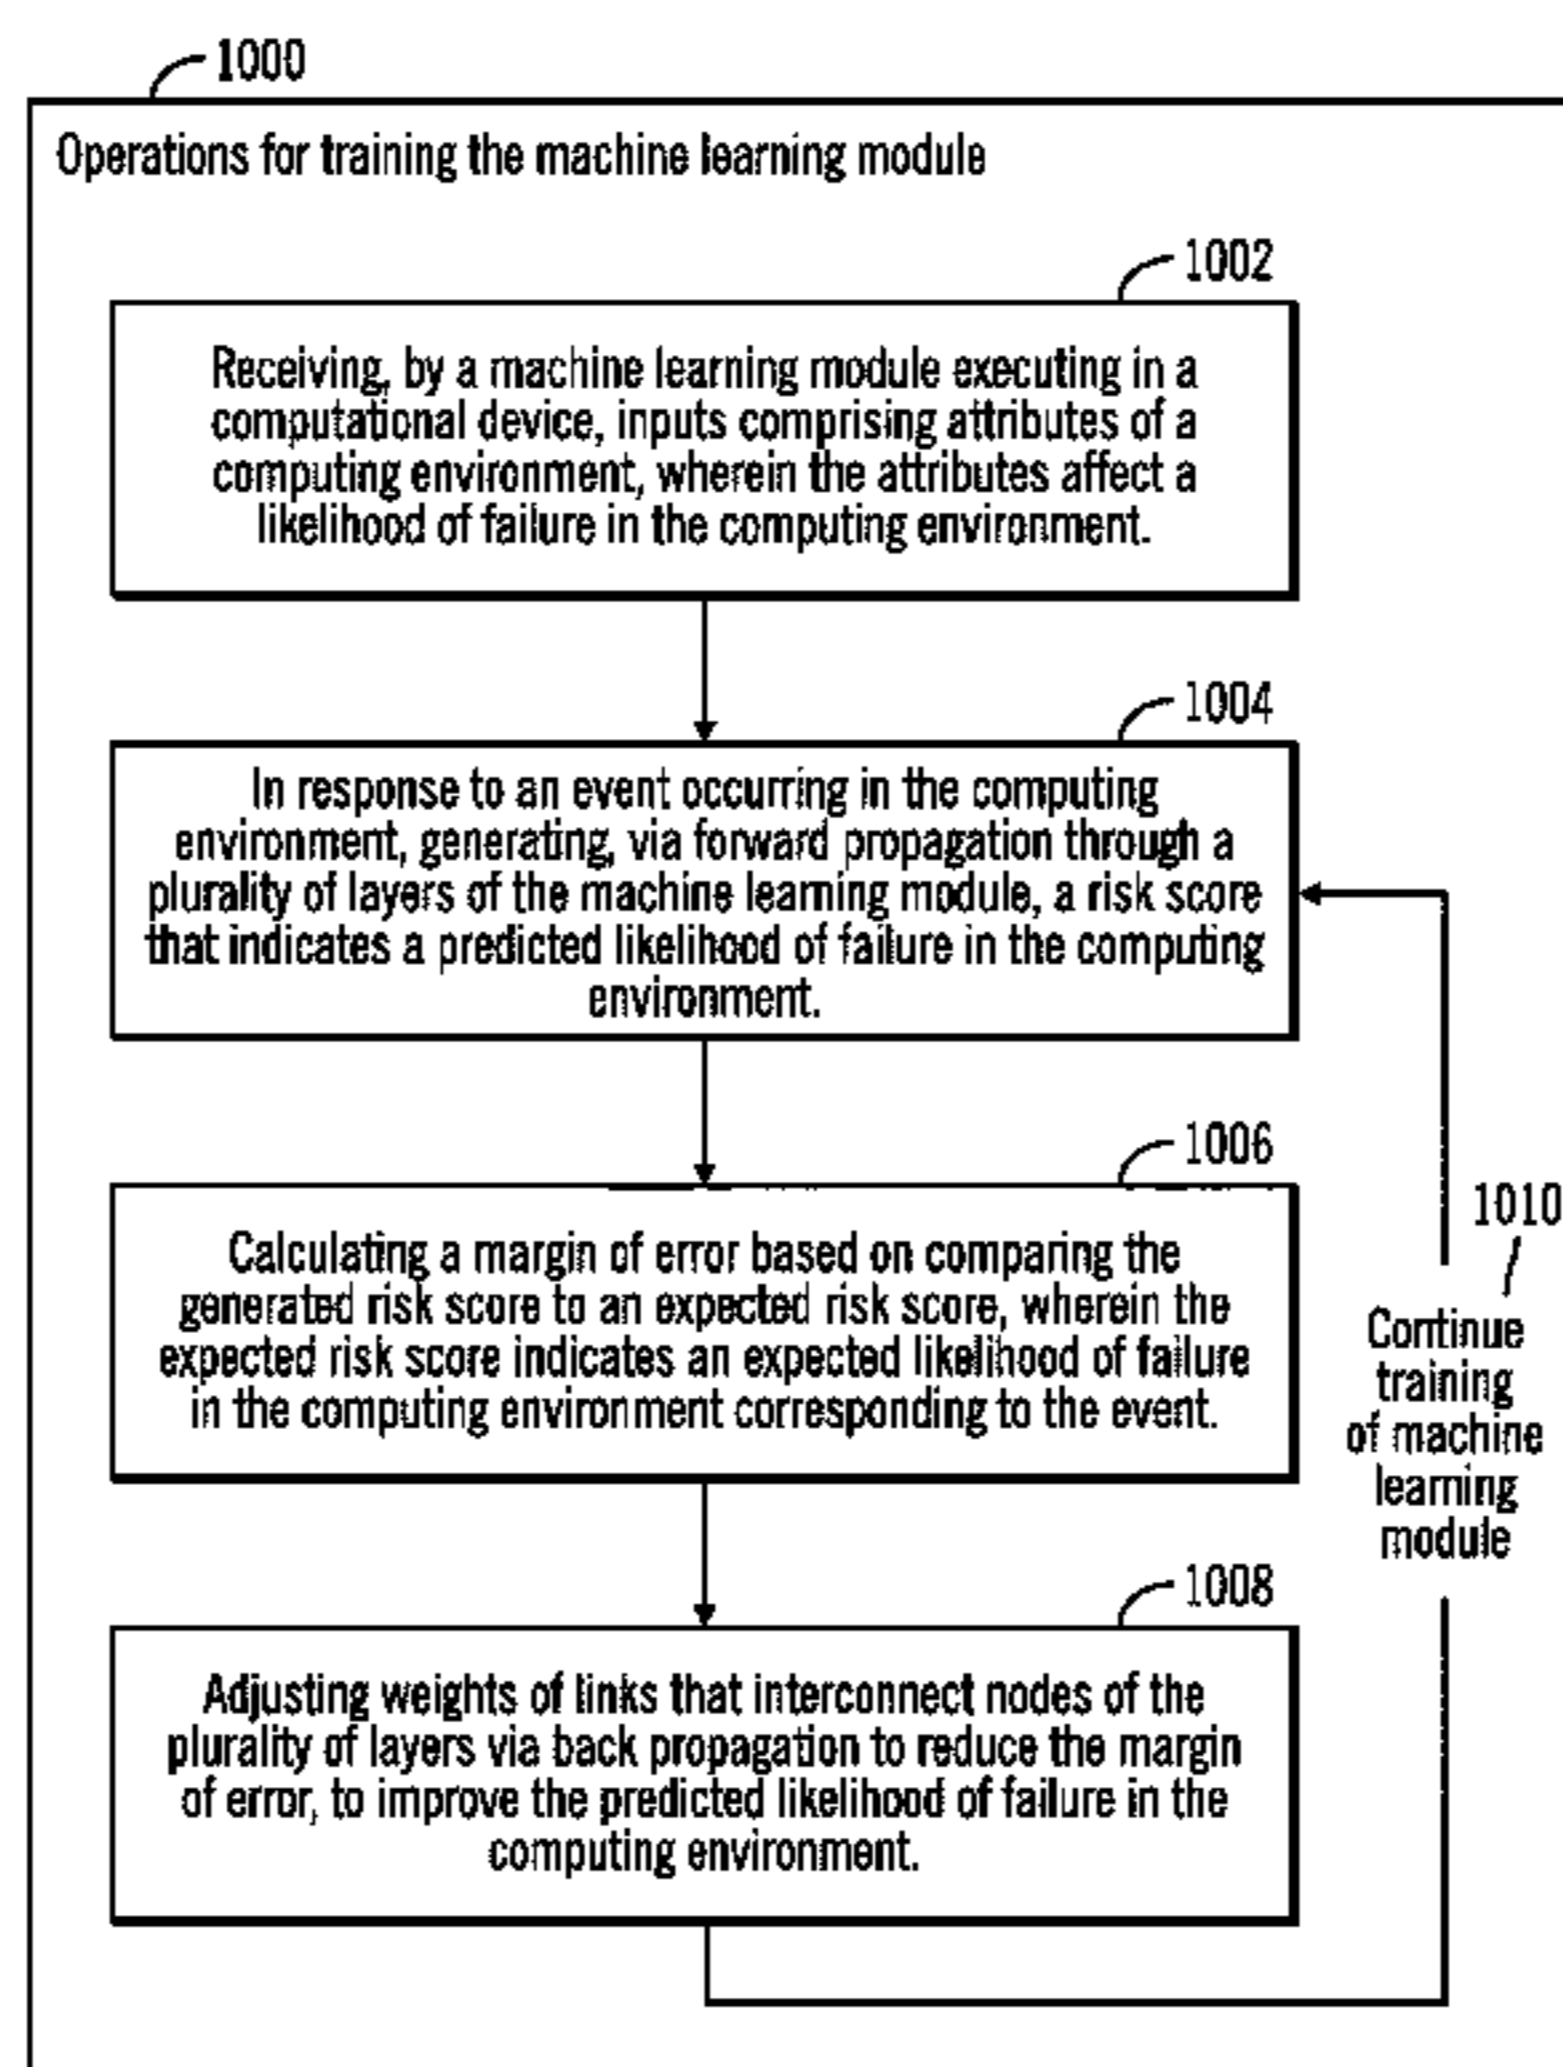 1000
Operations for training the machine learning module
1002
Receiving, by a machine learning module executing in a
computational device, inputs comprising attributes of a
computing environment, wherein the attributes affect a
likelihood of failure in the computing environment.
1004
In response to an event occurring in the computing
environment, generating, via forward propagation through a
plurality of layers of the machine learning module, a risk score
that indicates a predicted likelihood of failure in the computing
environment.
1006
Calculating a margin of error based on comparing the
generated risk score to an expected risk score, wherein the
expected risk score indicates an expected likelihood of failure
in the computing environment corresponding to the event.
1010
Continue
training
of machine
learning
module
1008
Adjusting weights of links that interconnect nodes of the
plurality of layers via back propagation to reduce the margin
of error, to improve the predicted likelihood of failure in the
computing environment.